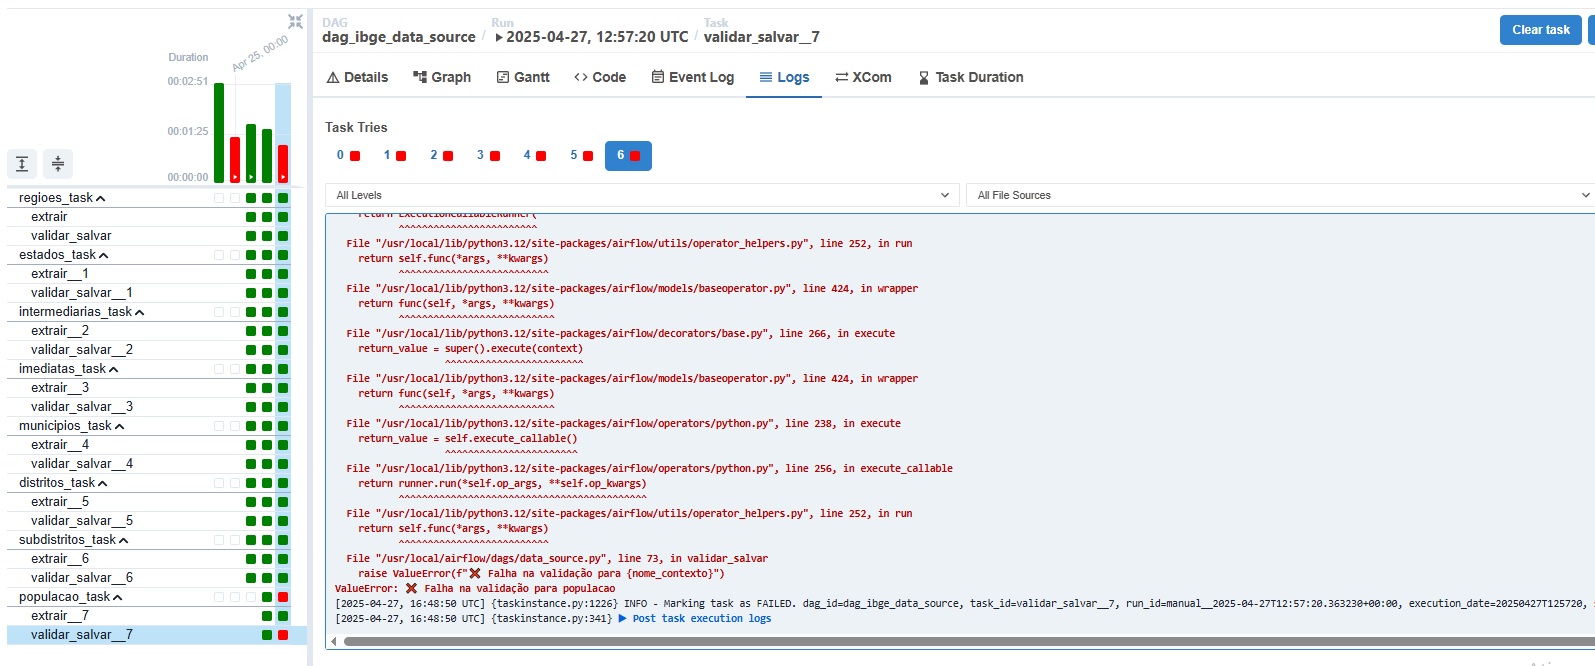 DAG
dag_ibge_data_source
/
Run
2025-04-27, 12:57:20 UTC
/
Task
validar_salvar__7
Clear task
Details
Graph
Gantt
Code
Event Log
Logs
XCom
Task Duration
Duration
Apr 25, 00:00
00:02:51
00:01:25
00:00:00
regioes_task
extrair
validar_salvar
estados_task
extrair__1
validar_salvar__1
intermediarias_task
extrair__2
validar_salvar__2
imediatas_task
extrair__3
validar_salvar__3
municipios_task
extrair__4
validar_salvar__4
distritos_task
extrair__5
validar_salvar__5
subdistritos_task
extrair__6
validar_salvar__6
populacao_task
extrair__7
validar_salvar__7
Task Tries
0 1 2 3 4 5 6
All Levels
All File Sources
return ExecutionCallableRunner(
^^^^^^^^^^^^^^^^^^^^^^^^
File "/usr/local/lib/python3.12/site-packages/airflow/utils/operator_helpers.py", line 252, in run
return self.func(*args, **kwargs)
^^^^^^^^^^^^^^^^^^^^^^^^^^
File "/usr/local/lib/python3.12/site-packages/airflow/models/baseoperator.py", line 424, in wrapper
return func(self, *args, **kwargs)
^^^^^^^^^^^^^^^^^^^^^^^^^^^
File "/usr/local/lib/python3.12/site-packages/airflow/decorators/base.py", line 266, in execute
return_value = super().execute(context)
^^^^^^^^^^^^^^^^^^^^^^^^
File "/usr/local/lib/python3.12/site-packages/airflow/models/baseoperator.py", line 424, in wrapper
return func(self, *args, **kwargs)
^^^^^^^^^^^^^^^^^^^^^^^^^^^
File "/usr/local/lib/python3.12/site-packages/airflow/operators/python.py", line 238, in execute
return_value = self.execute_callable()
^^^^^^^^^^^^^^^^^^^^^^^
File "/usr/local/lib/python3.12/site-packages/airflow/operators/python.py", line 256, in execute_callable
return runner.run(*self.op_args, **self.op_kwargs)
^^^^^^^^^^^^^^^^^^^^^^^^^^^^^^^^^^^^^^^^^^^
File "/usr/local/lib/python3.12/site-packages/airflow/utils/operator_helpers.py", line 252, in run
return self.func(*args, **kwargs)
^^^^^^^^^^^^^^^^^^^^^^^^^^
File "/usr/local/airflow/dags/data_source.py", line 73, in validar_salvar
raise ValueError(f"❌ Falha na validação para {nome_contexto}")
ValueError: ❌ Falha na validação para populacao
[2025-04-27, 16:48:50 UTC] {taskinstance.py:1226} INFO - Marking task as FAILED. dag_id=dag_ibge_data_source, task_id=validar_salvar__7, run_id=manual__2025-04-27T12:57:20.363230+00:00, execution_date=20250427T125720,
[2025-04-27, 16:48:50 UTC] {taskinstance.py:341} ▶ Post task execution logs